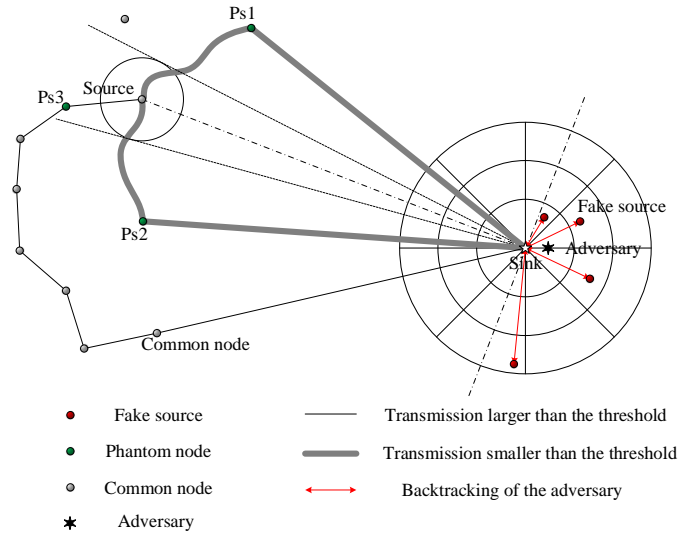 Ps1
Source
Ps3
Fake source
Ps2
Adversary
Sink
Common node
Fake source
Transmission larger than the threshold
Phantom node
Transmission smaller than the threshold
Common node
Backtracking of the adversary
Adversary